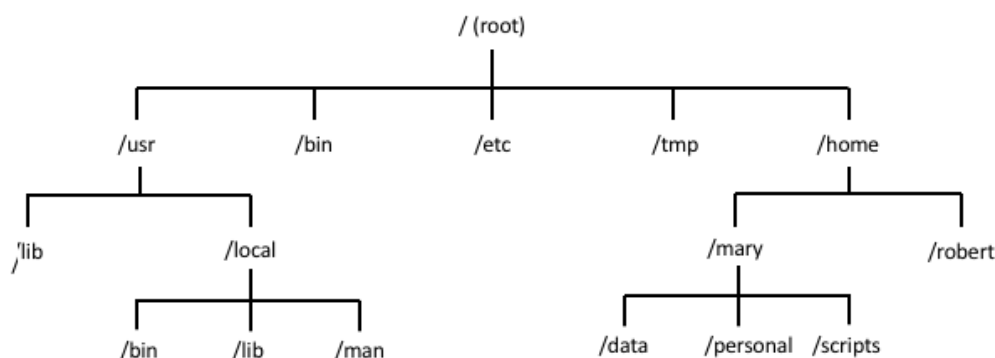 / (root)
/usr /bin /etc /tmp /home
/lib /local /mary /robert
/bin /lib /man /data /personal /scripts